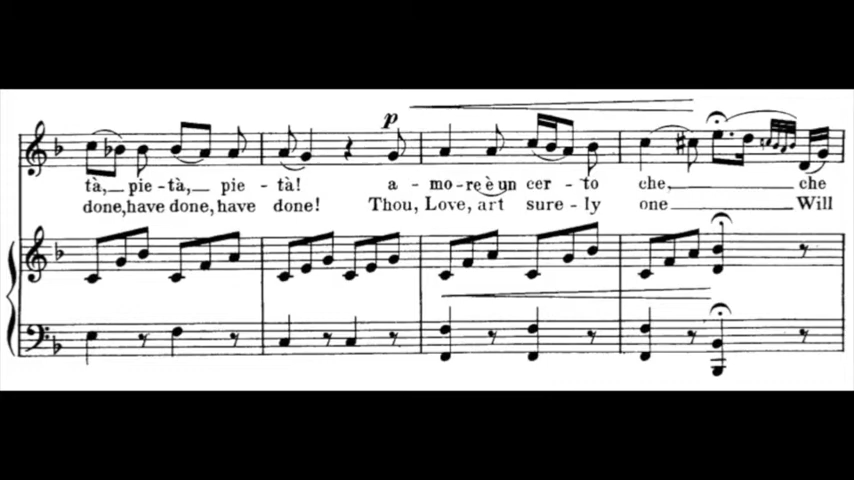 p
tà, pie-tà, pie-tà! a-mo-re è un cer-to che, che
done, have done, have done! Thou, Love, art sure-ly one Will